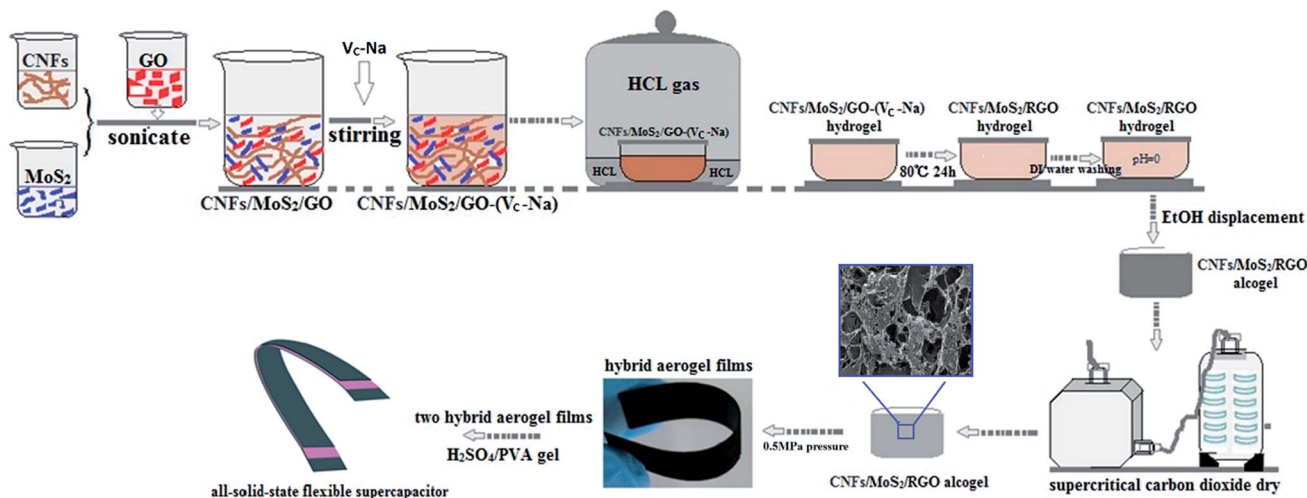 CNFs
GO
sonicate
MoS₂
CNFs/MoS₂/GO
Vc-Na
stirring
CNFs/MoS₂/GO-(Vc-Na)
HCL gas
CNFs/MoS₂/GO-(Vc-Na)
HCL
HCL
CNFs/MoS₂/GO-(Vc-Na)
hydrogel
80℃ 24h
CNFs/MoS₂/RGO
hydrogel
DI water washing
CNFs/MoS₂/RGO
hydrogel
pH=0
EtOH displacement
CNFs/MoS₂/RGO
alcogel
supercritical carbon dioxide dry
CNFs/MoS₂/RGO alcogel
0.5MPa pressure
hybrid aerogel films
two hybrid aerogel films
H₂SO₄/PVA gel
all-solid-state flexible supercapacitor